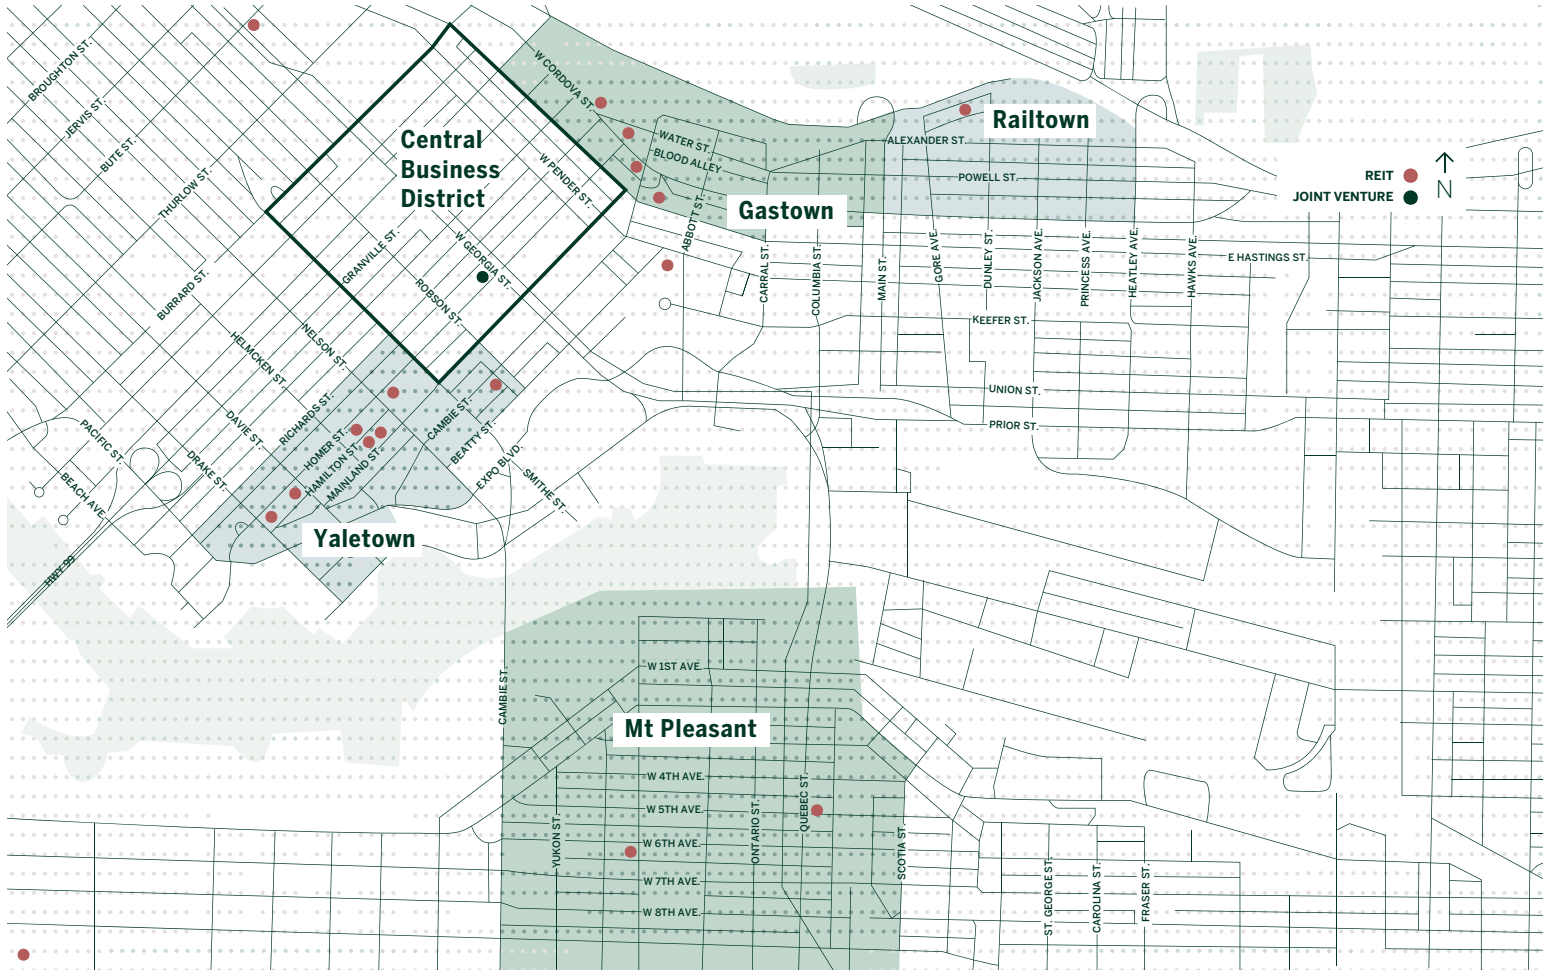 BROUGHTON ST.
JERVIS ST.
BUTE ST.
THURLOW ST.
BURRARD ST.
W CORDOVA ST.
Central
Business
District
W PENDER ST.
GRANVILLE ST.
W GEORGIA ST.
ROBSON ST.
WATER ST.
BLOOD ALLEY
ABBOTT ST.
Gastown
Railtown
ALEXANDER ST.
POWELL ST.
REIT
JOINT VENTURE
N
CARRAL ST.
COLUMBIA ST.
MAIN ST.
GORE AVE.
DUNLEY ST.
JACKSON AVE.
PRINCESS AVE.
HEATLEY AVE.
HAWKS AVE.
E HASTINGS ST.
KEEFER ST.
UNION ST.
PRIOR ST.
NELSON ST.
HELMCKEN ST.
DAVIE ST.
DRAKE ST.
PACIFIC ST.
BEACH AVE.
HWY 99
RICHARDS ST.
HOMER ST.
HAMILTON ST.
MAINLAND ST.
CAMBIE ST.
BEATTY ST.
EXPO BLVD.
SMITHE ST.
Yaletown
CAMBIE ST.
W 1ST AVE.
Mt Pleasant
W 4TH AVE.
W 5TH AVE.
W 6TH AVE.
W 7TH AVE.
W 8TH AVE.
YUKON ST.
ONTARIO ST.
QUEBEC ST.
SCOTIA ST.
ST. GEORGE ST.
CAROLINA ST.
FRASER ST.